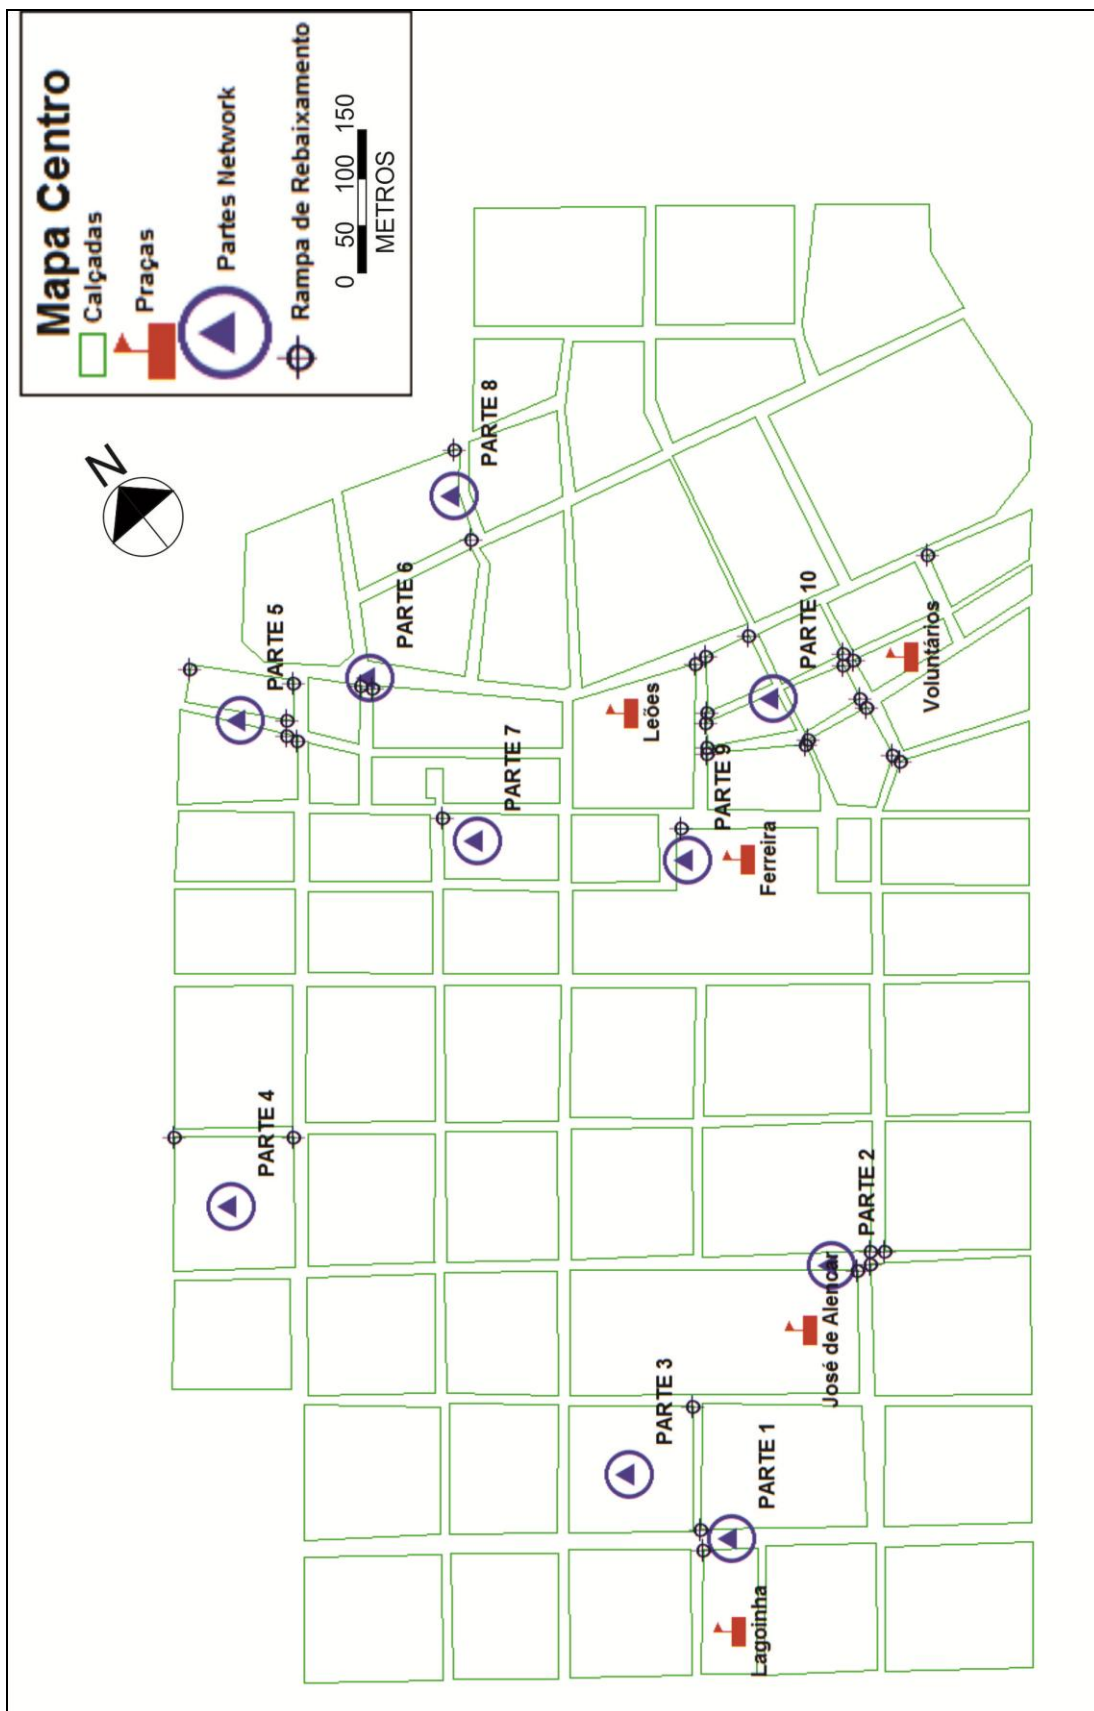 Mapa Centro
Calçadas
Praças
Partes Network
Rampa de Rebaixamento
0 50 100 150
METROS
N
PARTE 8
PARTE 6
PARTE 5
PARTE 10
Voluntários
Leões
PARTE 7
PARTE 9
Ferreira
PARTE 4
PARTE 2
José de Alencar
PARTE 3
PARTE 1
Lagoinha